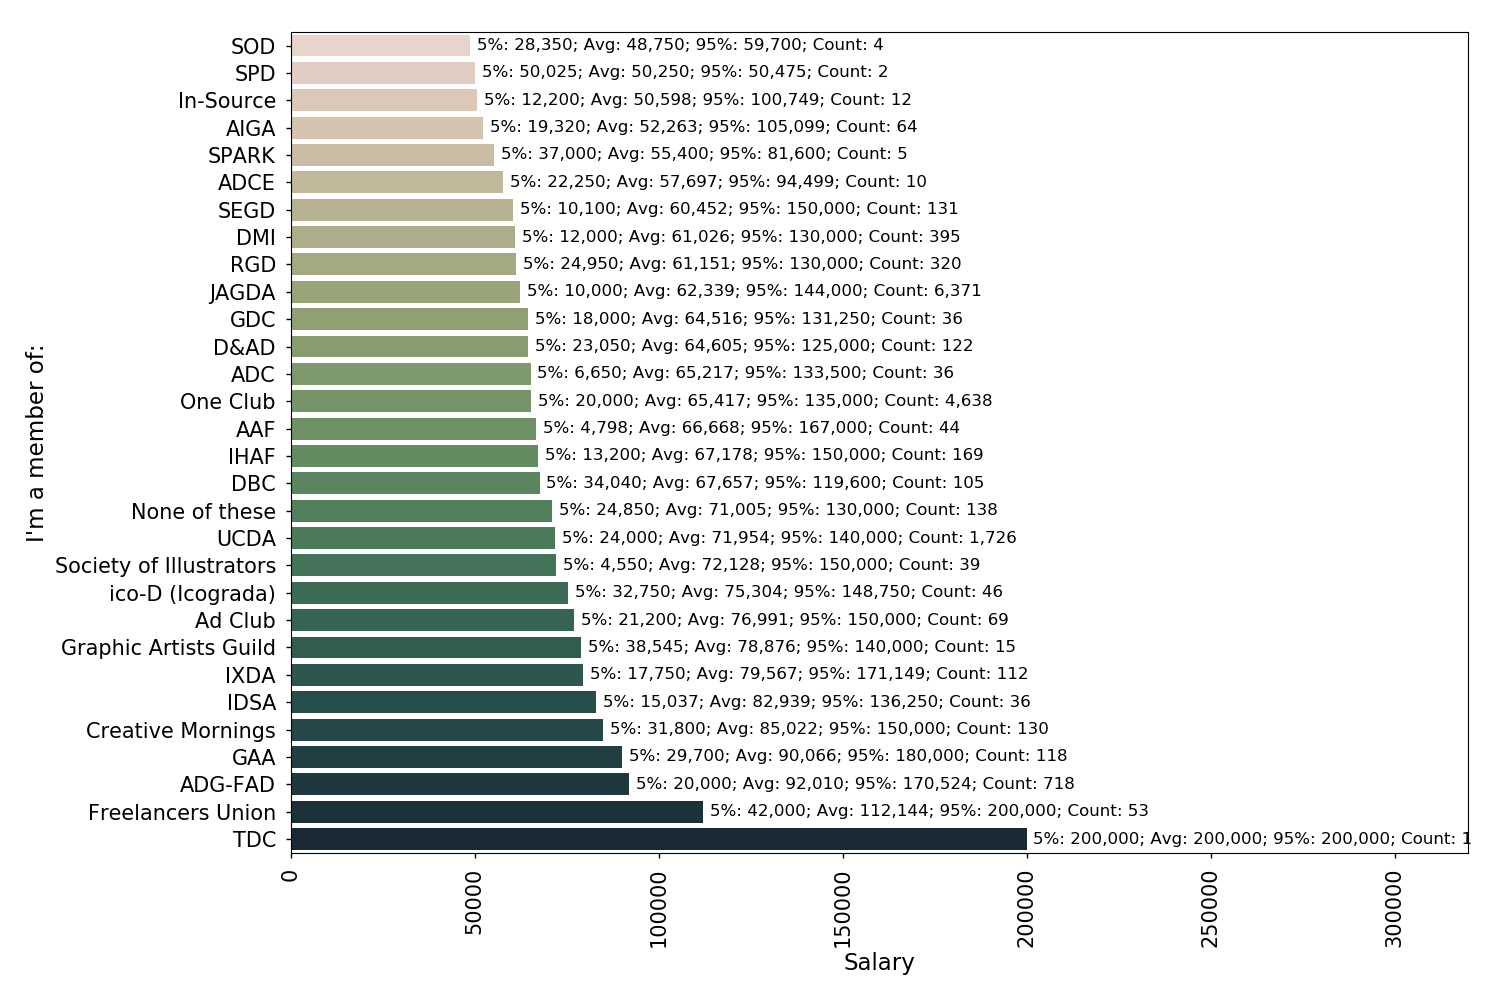 SOD 5%: 28,350; Avg: 48,750; 95%: 59,700; Count: 4
SPD 5%: 50,025; Avg: 50,250; 95%: 50,475; Count: 2
In-Source 5%: 12,200; Avg: 50,598; 95%: 100,749; Count: 12
AIGA 5%: 19,320; Avg: 52,263; 95%: 105,099; Count: 64
SPARK 5%: 37,000; Avg: 55,400; 95%: 81,600; Count: 5
ADCE 5%: 22,250; Avg: 57,697; 95%: 94,499; Count: 10
SEGD 5%: 10,100; Avg: 60,452; 95%: 150,000; Count: 131
DMI 5%: 12,000; Avg: 61,026; 95%: 130,000; Count: 395
RGD 5%: 24,950; Avg: 61,151; 95%: 130,000; Count: 320
JAGDA 5%: 10,000; Avg: 62,339; 95%: 144,000; Count: 6,371
GDC 5%: 18,000; Avg: 64,516; 95%: 131,250; Count: 36
D&AD 5%: 23,050; Avg: 64,605; 95%: 125,000; Count: 122
ADC 5%: 6,650; Avg: 65,217; 95%: 133,500; Count: 36
One Club 5%: 20,000; Avg: 65,417; 95%: 135,000; Count: 4,638
AAF 5%: 4,798; Avg: 66,668; 95%: 167,000; Count: 44
IHAF 5%: 13,200; Avg: 67,178; 95%: 150,000; Count: 169
DBC 5%: 34,040; Avg: 67,657; 95%: 119,600; Count: 105
None of these 5%: 24,850; Avg: 71,005; 95%: 130,000; Count: 138
UCDA 5%: 24,000; Avg: 71,954; 95%: 140,000; Count: 1,726
Society of Illustrators 5%: 4,550; Avg: 72,128; 95%: 150,000; Count: 39
ico-D (Icograda) 5%: 32,750; Avg: 75,304; 95%: 148,750; Count: 46
Ad Club 5%: 21,200; Avg: 76,991; 95%: 150,000; Count: 69
Graphic Artists Guild 5%: 38,545; Avg: 78,876; 95%: 140,000; Count: 15
IXDA 5%: 17,750; Avg: 79,567; 95%: 171,149; Count: 112
IDSA 5%: 15,037; Avg: 82,939; 95%: 136,250; Count: 36
Creative Mornings 5%: 31,800; Avg: 85,022; 95%: 150,000; Count: 130
GAA 5%: 29,700; Avg: 90,066; 95%: 180,000; Count: 118
ADG-FAD 5%: 20,000; Avg: 92,010; 95%: 170,524; Count: 718
Freelancers Union 5%: 42,000; Avg: 112,144; 95%: 200,000; Count: 53
TDC 5%: 200,000; Avg: 200,000; 95%: 200,000; Count: 1
I'm a member of:
0 50000 100000 150000 200000 250000 300000
Salary